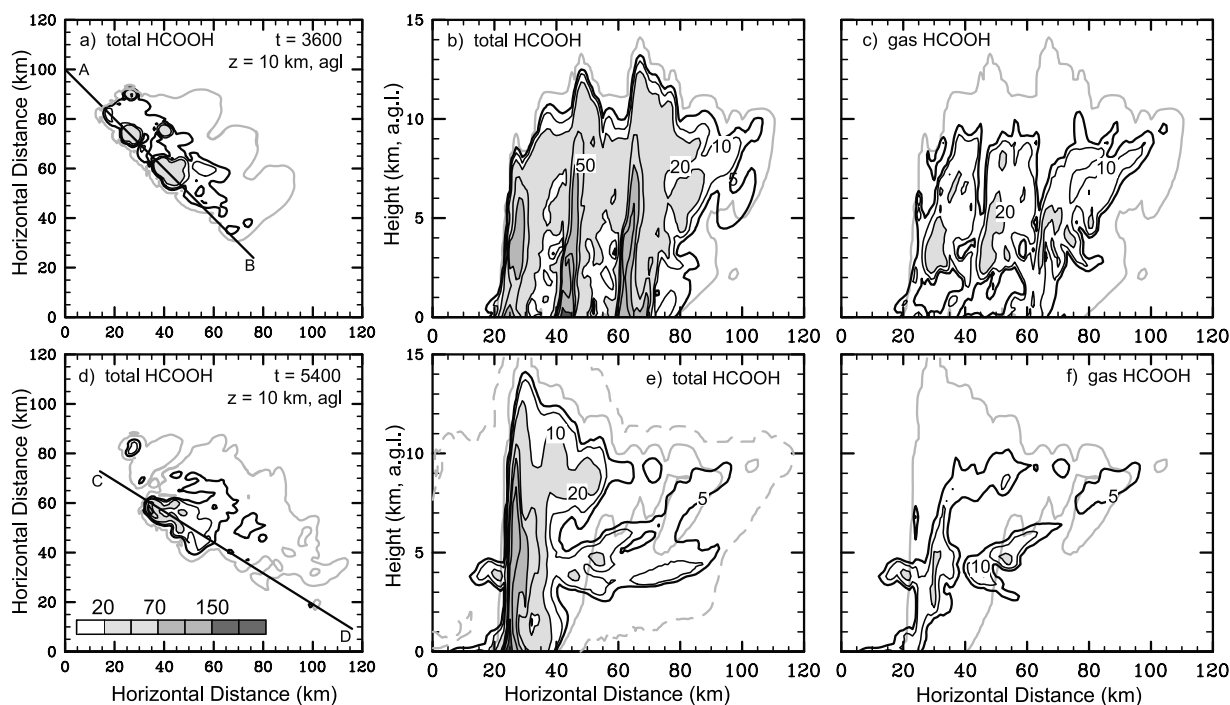 a) total HCOOH t = 3600
z = 10 km, agl
A
B
120
100
80
60
40
20
0
0 20 40 60 80 100 120
Horizontal Distance (km)
b) total HCOOH
50
20
10
5
15
10
5
0
0 20 40 60 80 100 120
Height (km, a.g.l.)
c) gas HCOOH
10
20
0 20 40 60 80 100 120
d) total HCOOH t = 5400
z = 10 km, agl
C
D
20 70 150
120
100
80
60
40
20
0
0 20 40 60 80 100 120
Horizontal Distance (km)
Horizontal Distance (km)
e) total HCOOH
10
20
5
15
10
5
0
0 20 40 60 80 100 120
Height (km, a.g.l.)
Horizontal Distance (km)
f) gas HCOOH
5
10
0 20 40 60 80 100 120
Horizontal Distance (km)